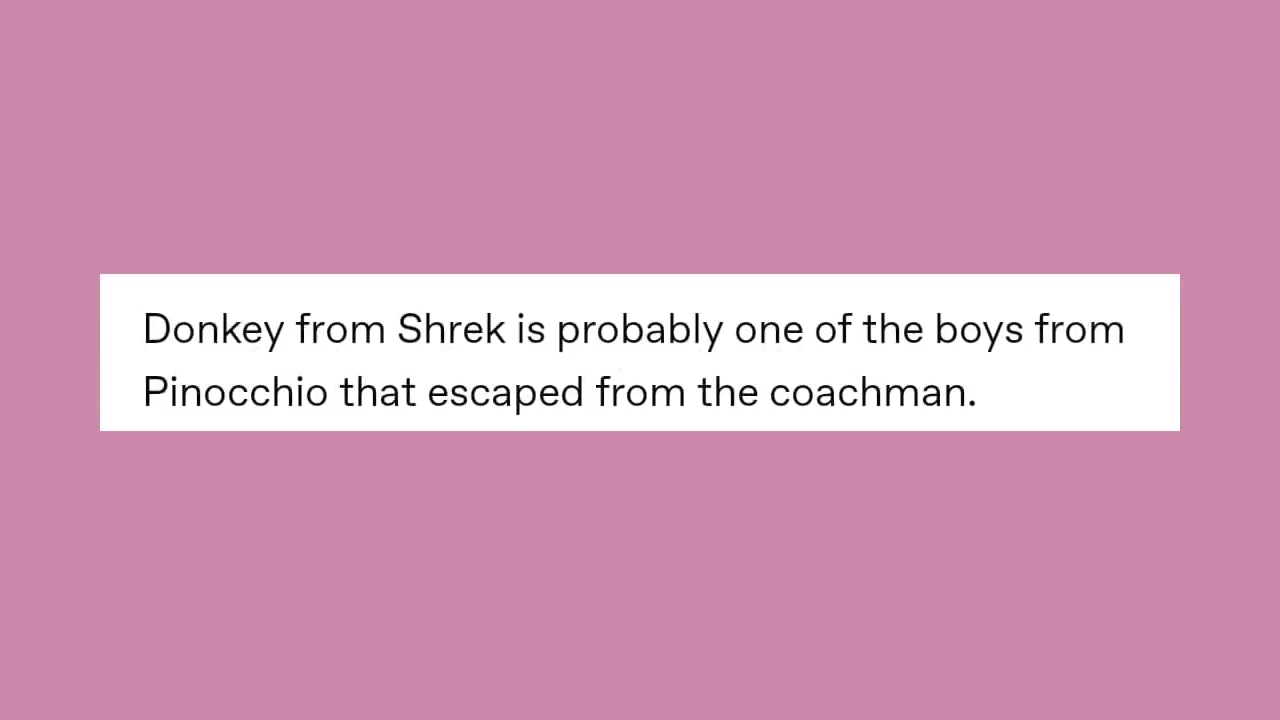 Donkey from Shrek is probably one of the boys from
Pinocchio that escaped from the coachman.